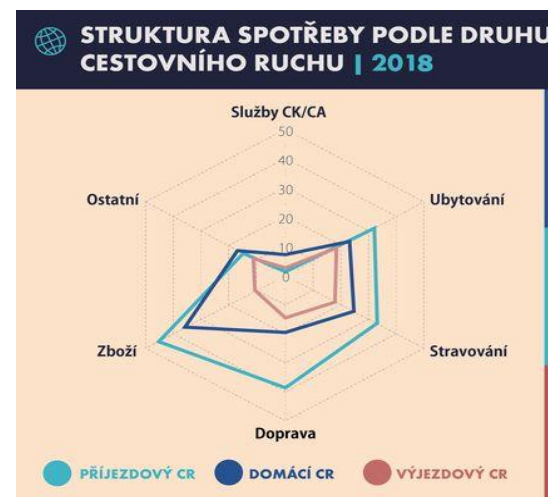 STRUKTURA SPOTŘEBY PODLE DRUHU
CESTOVNÍHO RUCHU | 2018
Služby CK/CA
50
40
30
20
10
0
Ostatní
Ubytování
Zboží
Stravování
Doprava
PŘÍJEZDOVÝ CR
DOMÁCÍ CR
VÝJEZDOVÝ CR